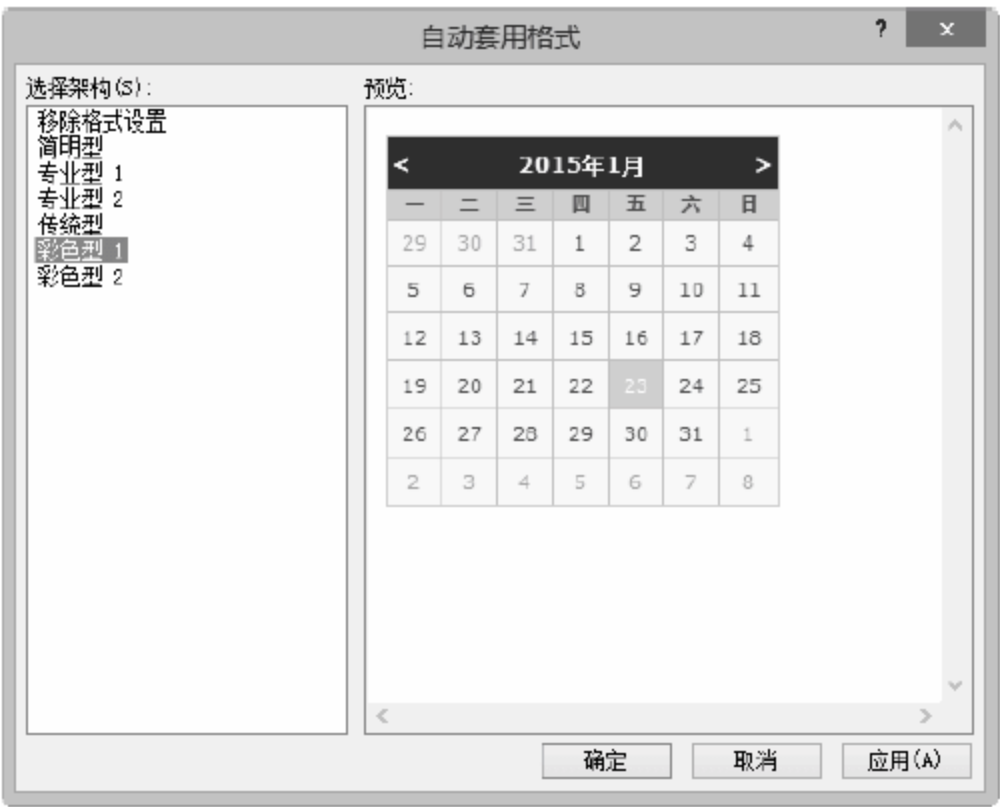 自动套用格式 ? x
选择架构(S):
移除格式设置
简明型
专业型 1
专业型 2
传统型
彩色型 1
彩色型 2
预览:
< 2015年1月 >
一 二 三 四 五 六 日
29 30 31 1 2 3 4
5 6 7 8 9 10 11
12 13 14 15 16 17 18
19 20 21 22 23 24 25
26 27 28 29 30 31 1
2 3 4 5 6 7 8
确定 取消 应用(A)